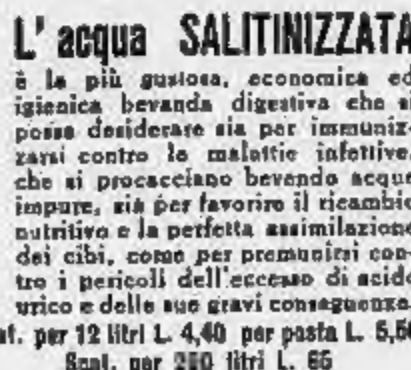 L'acqua SALITINIZZATA
è la più gustosa, economica ed
igienica bevanda digestiva che si
possa desiderare sia per immuniz-
zarsi contro le malattie infettive,
che si procacciano bevendo acque
impure, sia per favorire il ricambio
nutritivo e la perfetta assimilazione
dei cibi, come per premunirsi con-
tro i pericoli dell'eccesso di acido
urico e delle sue gravi conseguenze.
per 12 litri L. 4,40 per posta L. 5,50
Scat. per 250 litri L. 65